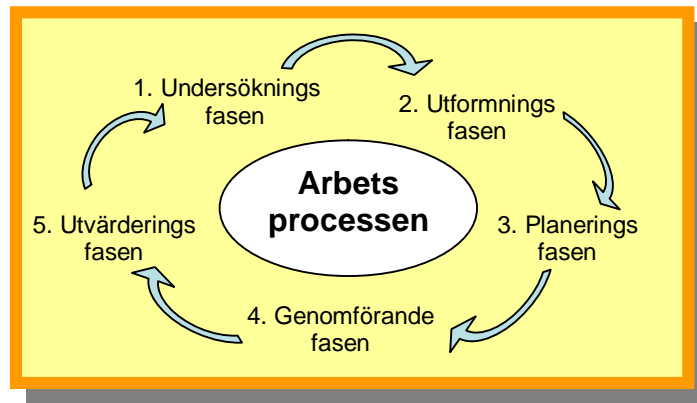 1. Undersöknings
fasen
2. Utformnings
fasen
Arbets
processen
3. Planerings
fasen
4. Genomförande
fasen
5. Utvärderings
fasen